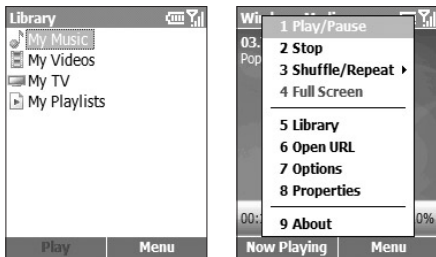 Library
My Music
My Videos
My TV
My Playlists
Play Menu
1 Play/Pause
03.
Pop
2 Stop
3 Shuffle/Repeat
4 Full Screen
5 Library
6 Open URL
7 Options
8 Properties
00:
0%
9 About
Now Playing Menu